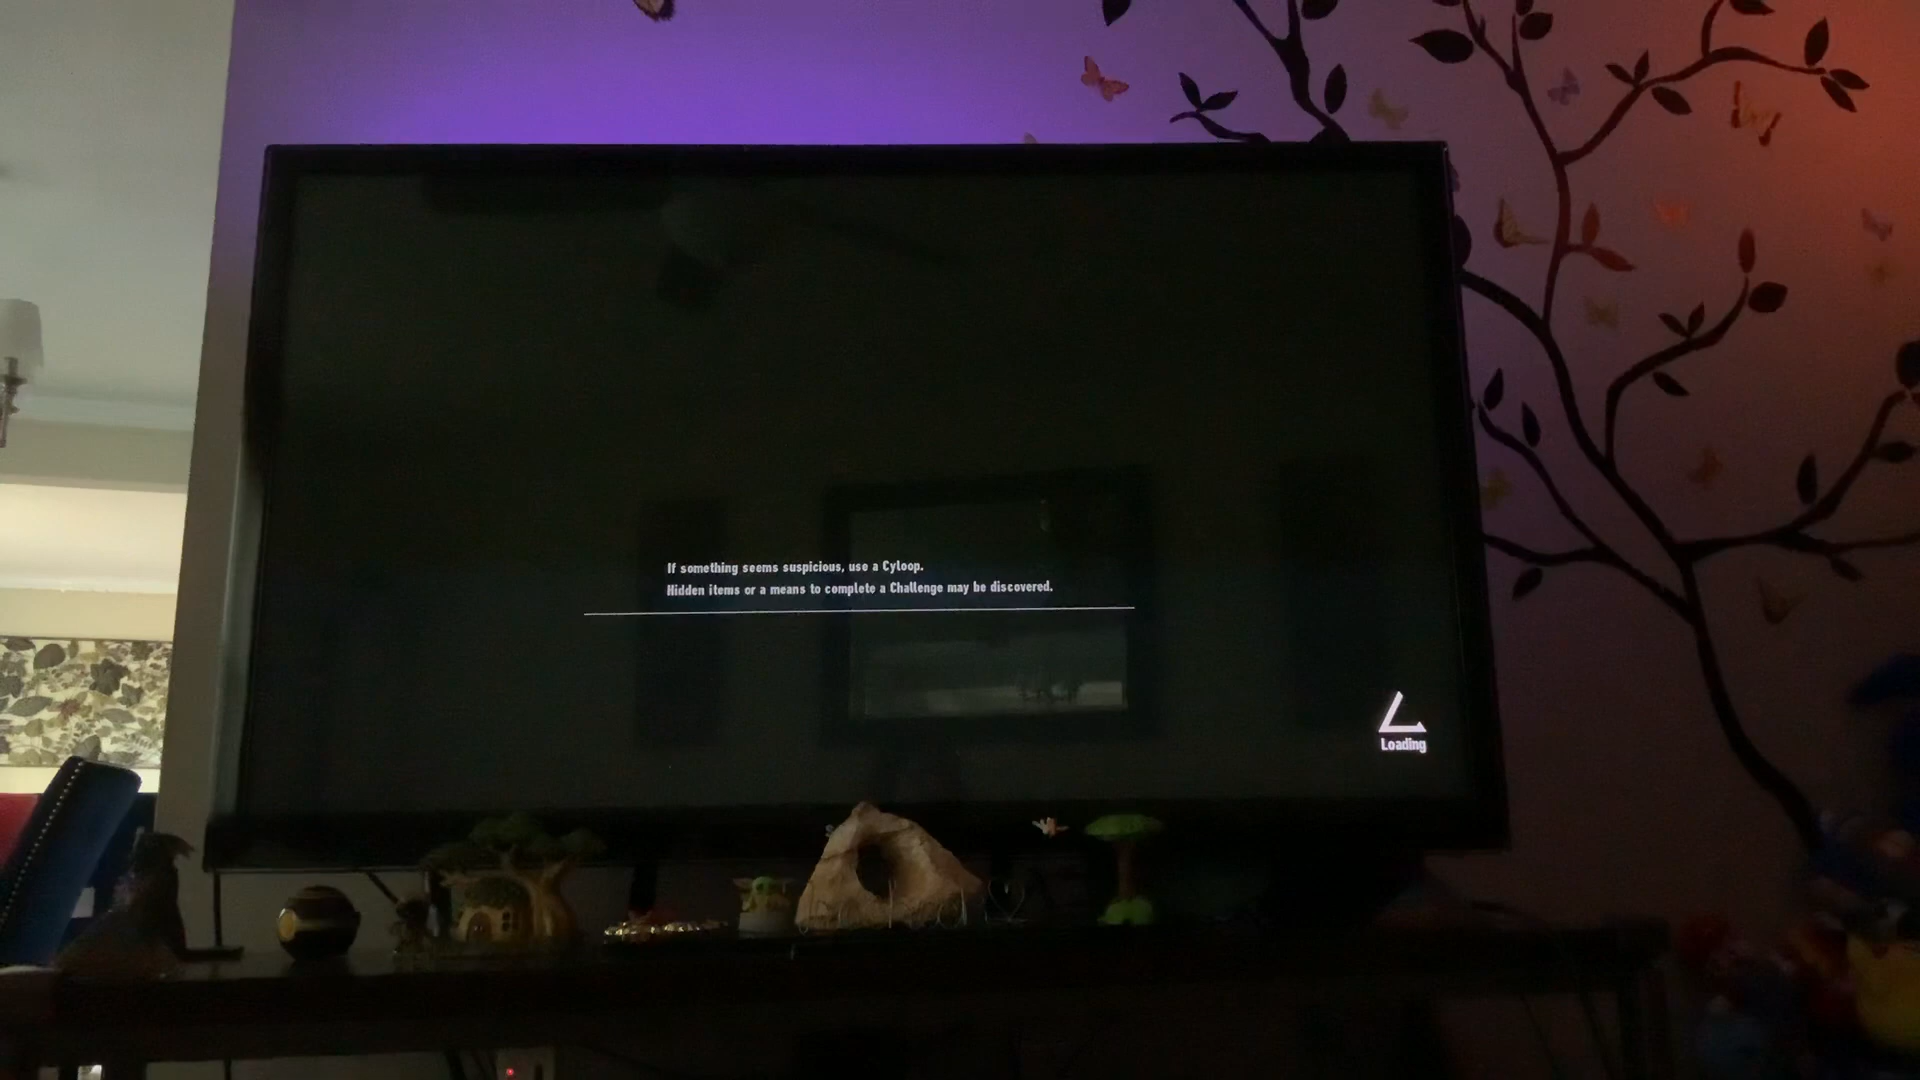 If something seems suspicious, use a Cyloop.
Hidden items or a means to complete a Challenge may be discovered.
Loading